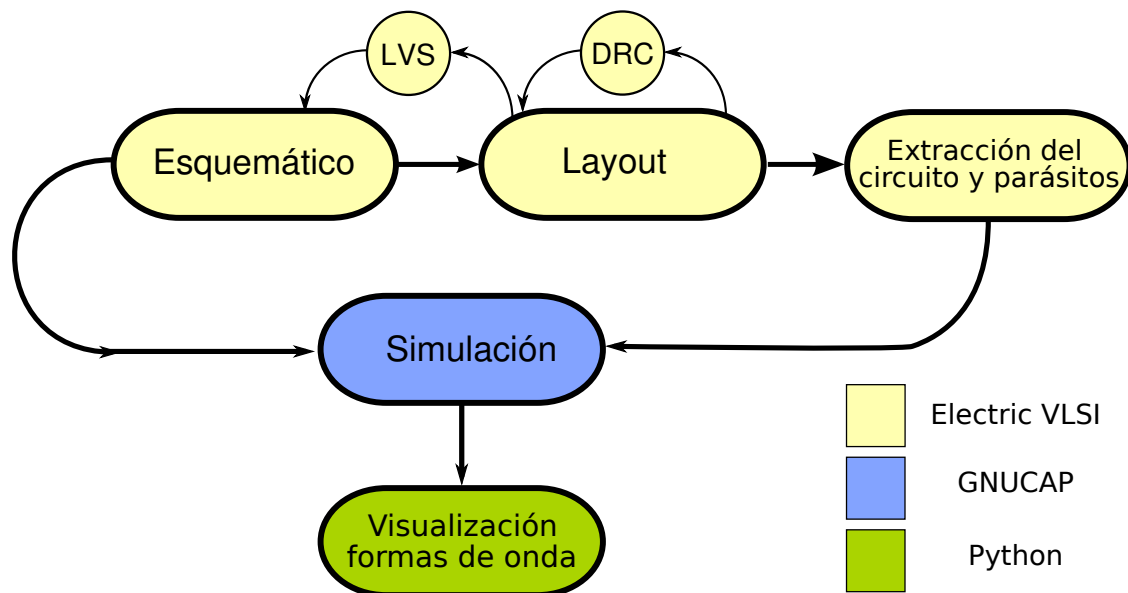 LVS
DRC
Esquemático
Layout
Extracción del
circuito y parásitos
Simulación
Electric VLSI
GNUCAP
Visualización
formas de onda
Python